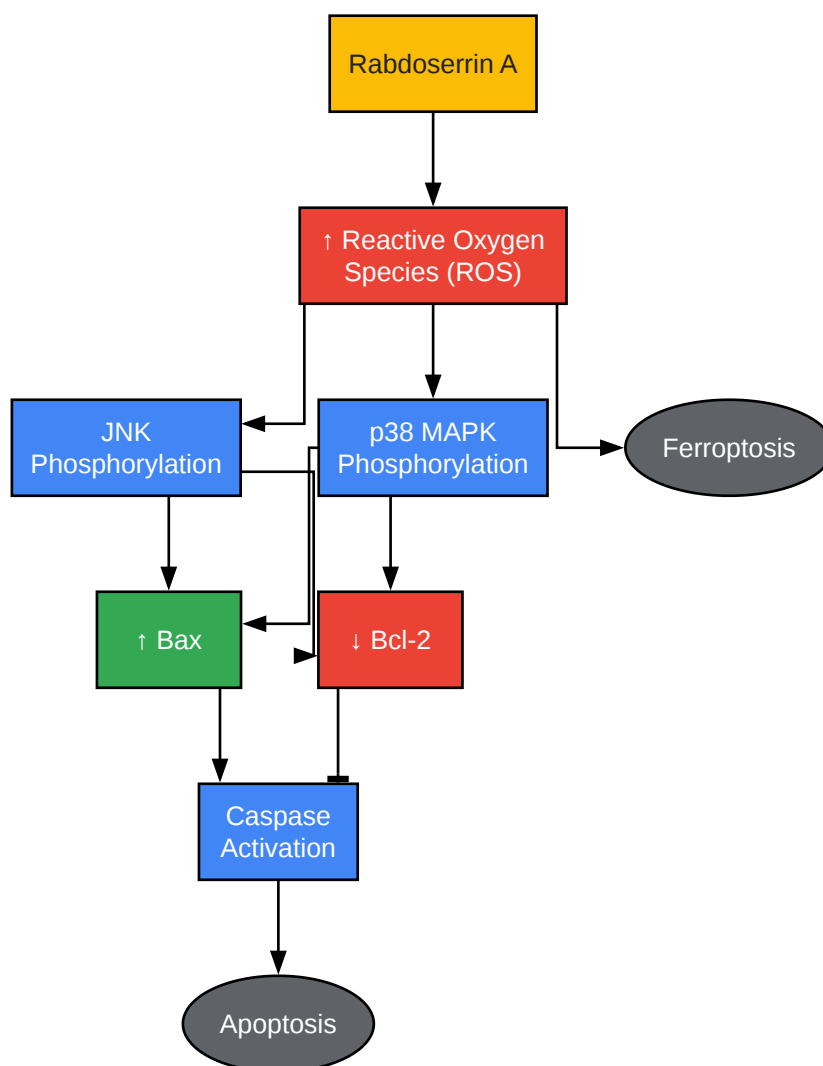 Rabdoserrin A
↑ Reactive Oxygen
Species (ROS)
JNK
Phosphorylation
p38 MAPK
Phosphorylation
Ferroptosis
↑ Bax
↓ Bcl-2
Caspase
Activation
Apoptosis